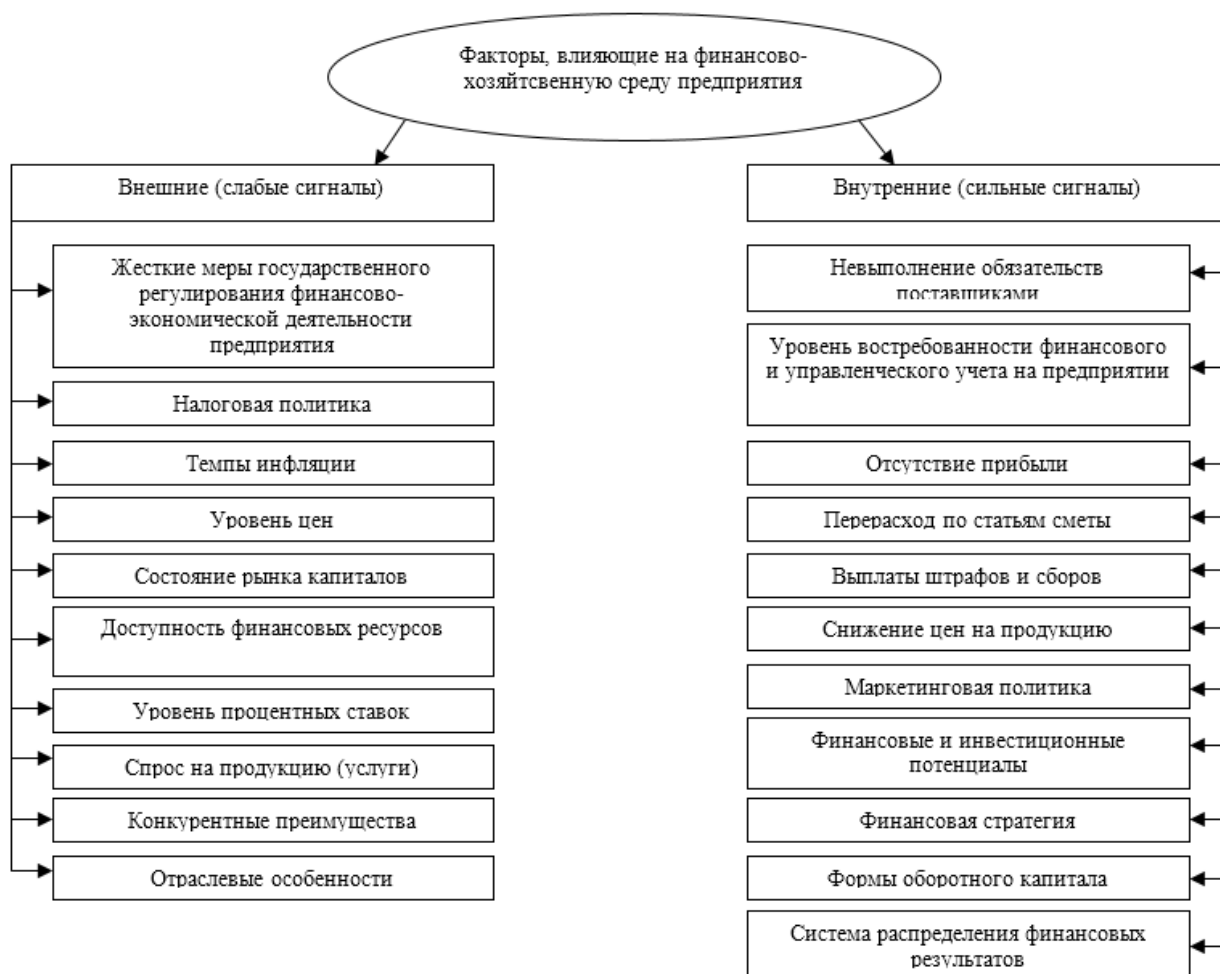 Факторы, влияющие на финансово-
хозяйтсвенную среду предприятия
Внешние (слабые сигналы)
Жесткие меры государственного
регулирования финансово-
экономической деятельности
предприятия
Налоговая политика
Темпы инфляции
Уровень цен
Состояние рынка капиталов
Доступность финансовых ресурсов
Уровень процентных ставок
Спрос на продукцию (услуги)
Конкурентные преимущества
Отраслевые особенности
Внутренние (сильные сигналы)
Невыполнение обязательств
поставщиками
Уровень востребованности финансового
и управленческого учета на предприятии
Отсутствие прибыли
Перерасход по статьям сметы
Выплаты штрафов и сборов
Снижение цен на продукцию
Маркетинговая политика
Финансовые и инвестиционные
потенциалы
Финансовая стратегия
Формы оборотного капитала
Система распределения финансовых
результатов